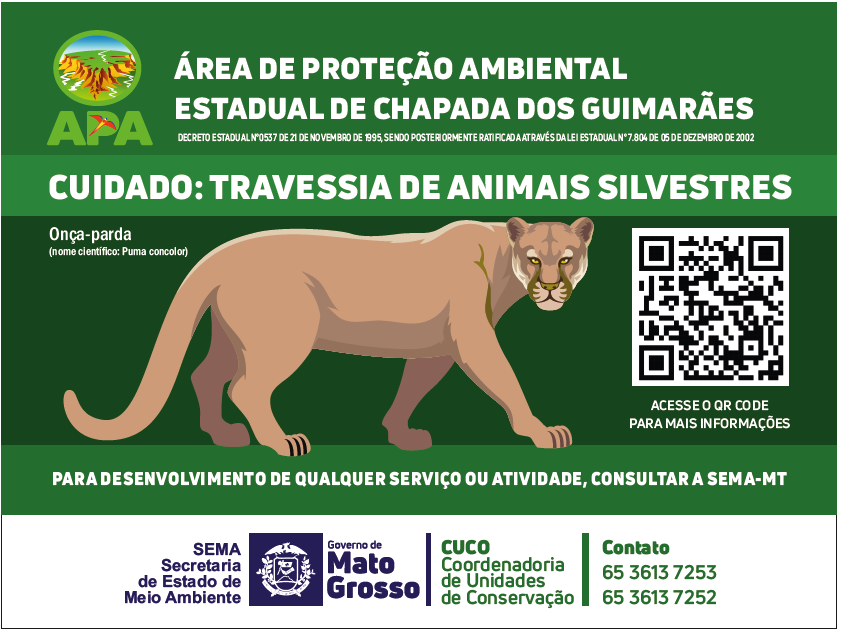 ÁREA DE PROTEÇÃO AMBIENTAL
ESTADUAL DE CHAPADA DOS GUIMARÃES
APA
DECRETO ESTADUAL Nº0537 DE 21 DE NOVEMBRO DE 1995, SENDO POSTERIORMENTE RATIFICADA ATRAVÉS DA LEI ESTADUAL N° 7.804 DE 05 DE DEZEMBRO DE 2002
CUIDADO: TRAVESSIA DE ANIMAIS SILVESTRES
Onça-parda
(nome científico: Puma concolor)
ACESSE O QR CODE
PARA MAIS INFORMAÇÕES
PARA DESENVOLVIMENTO DE QUALQUER SERVIÇO OU ATIVIDADE, CONSULTAR A SEMA-MT
SEMA
Secretaria
de Estado de
Meio Ambiente
Governo de
Mato
Grosso
CUCO
Coordenadoria
de Unidades
de Conservação
Contato
65 3613 7253
65 3613 7252